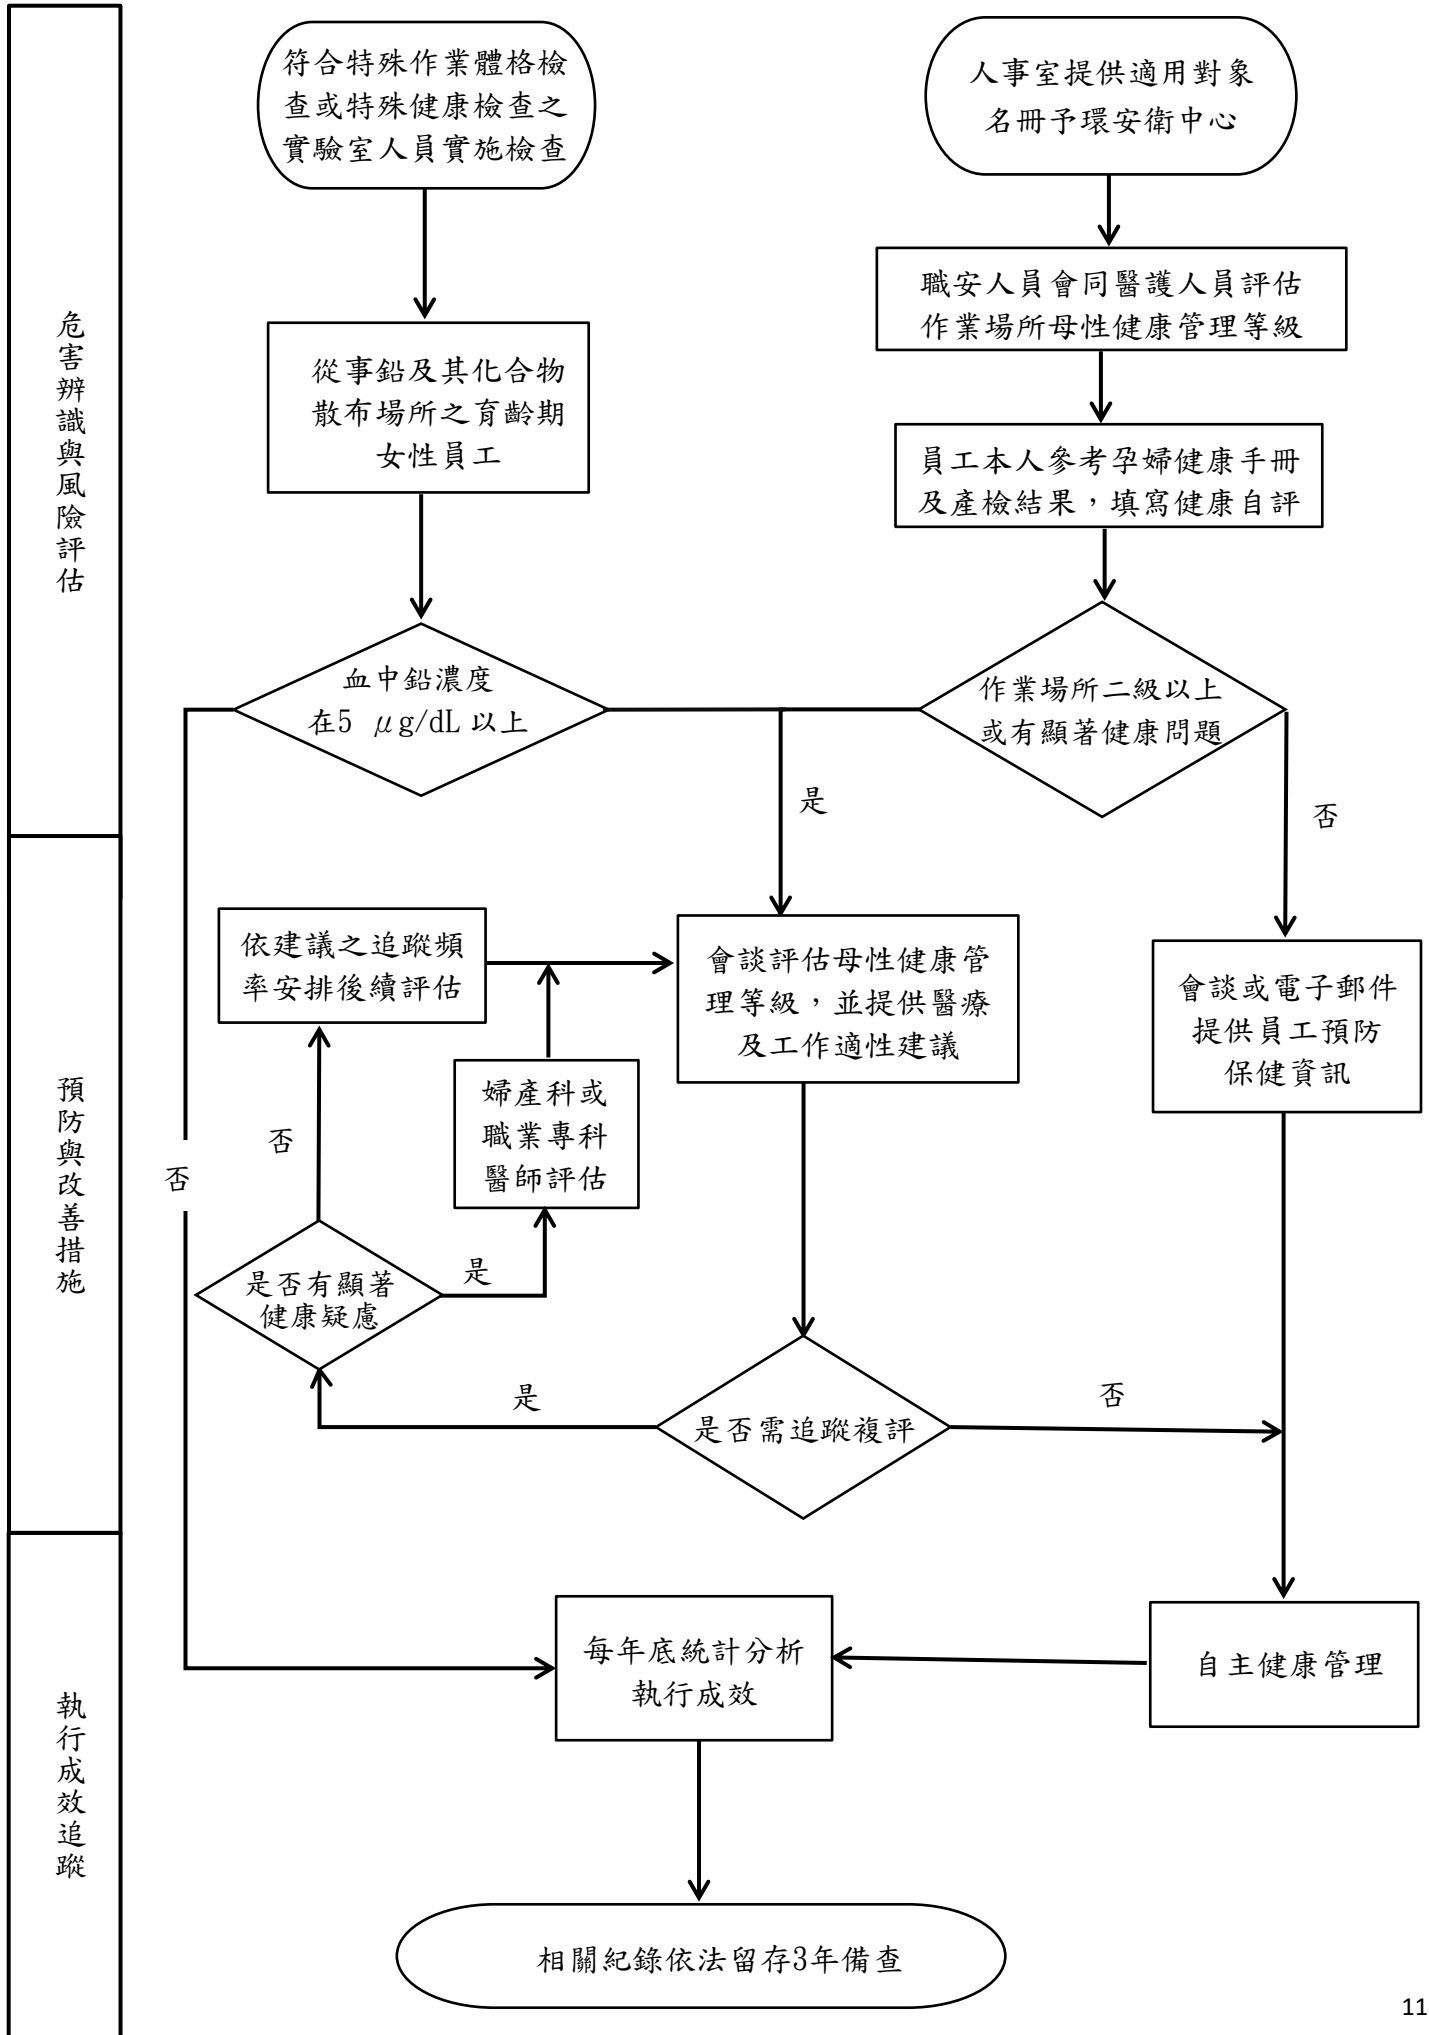 危害辨識與風險評估
符合特殊作業體格檢
查或特殊健康檢查之
實驗室人員實施檢查
人事室提供適用對象
名冊予環安衛中心
職安人員會同醫護人員評估
作業場所母性健康管理等級
從事鉛及其化合物
散布場所之育齡期
女性員工
員工本人參考孕婦健康手冊
及產檢結果，填寫健康自評
血中鉛濃度
在5 μg/dL 以上
作業場所二級以上
或有顯著健康問題
是
否
預防與改善措施
依建議之追蹤頻
率安排後續評估
會談評估母性健康管
理等級，並提供醫療
及工作適性建議
會談或電子郵件
提供員工預防
保健資訊
婦產科或
職業專科
醫師評估
否
否
是否有顯著
健康疑慮
是
是
否
是否需追蹤複評
執行成效追蹤
每年底統計分析
執行成效
自主健康管理
相關紀錄依法留存3年備查
11